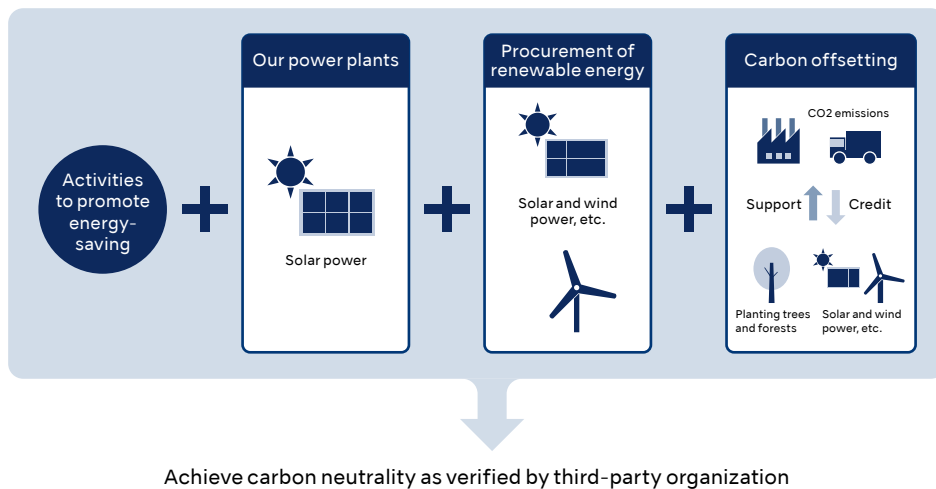 Activities
to promote
energy-
saving
Our power plants
Solar power
Procurement of
renewable energy
Solar and wind
power, etc.
Carbon offsetting
CO2 emissions
Support
Credit
Planting trees
and forests
Solar and wind
power, etc.
Achieve carbon neutrality as verified by third-party organization